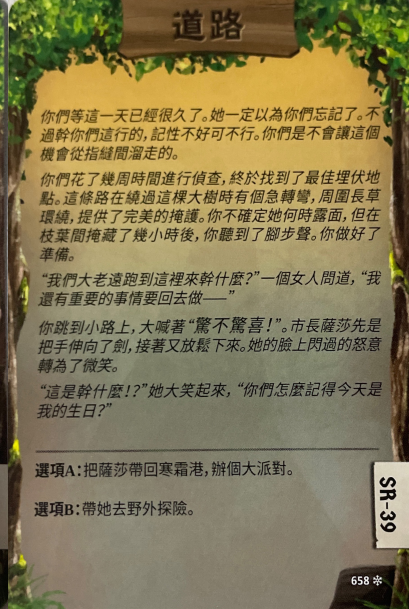 道路
你們等這一天已經很久了。她一定以為你們忘記了。不
過幹你們這行的,記性不好可不行。你們是不會讓這個
機會從指縫間溜走的。
你們花了幾周時間進行偵查,終於找到了最佳埋伏地
點。這條路在繞過這棵大樹時有個急轉彎,周圍長草
環繞,提供了完美的掩護。你不確定她何時露面,但在
枝葉間掩藏了幾小時後,你聽到了腳步聲。你做好了
準備。
“我們大老遠跑到這裡來幹什麼?”一個女人問道,“我
還有重要的事情要回去做——”
你跳到小路上,大喊著“驚不驚喜!”。市長薩莎先是
把手伸向了劍,接著又放鬆下來。她的臉上閃過的怒意
轉為了微笑。
“這是幹什麼!?”她大笑起來,“你們怎麼記得今天是
我的生日?”
選項A:把薩莎帶回寒霜港,辦個大派對。
選項B:帶她去野外探險。
SR-39
658